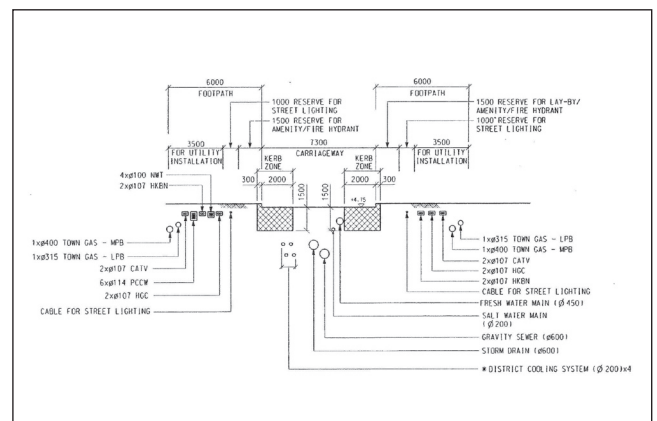 6000
FOOTPATH
6000
FOOTPATH
1000 RESERVE FOR
STREET LIGHTING
1500 RESERVE FOR
AMENITY/FIRE HYDRANT
1500 RESERVE FOR LAY-BY/
AMENITY/FIRE HYDRANT
1000 RESERVE FOR
STREET LIGHTING
3500
FOR UTILITY
INSTALLATION
7300
CARRIAGEWAY
3500
FOR UTILITY
INSTALLATION
KERB
ZONE
KERB
ZONE
300
2000
1500
1500
2000
300
+4.15
4xø100 NWT
2xø107 HKBN
1xø400 TOWN GAS - MPB
1xø315 TOWN GAS - LPB
2xø107 CATV
6xø114 PCCW
2xø107 HGC
CABLE FOR STREET LIGHTING
1xø315 TOWN GAS - LPB
1xø400 TOWN GAS - MPB
2xø107 CATV
2xø107 HGC
2xø107 HKBN
CABLE FOR STREET LIGHTING
FRESH WATER MAIN (Ø 450)
SALT WATER MAIN
(Ø 200)
GRAVITY SEWER (ø600)
STORM DRAIN (ø600)
* DISTRICT COOLING SYSTEM (Ø 200)x4